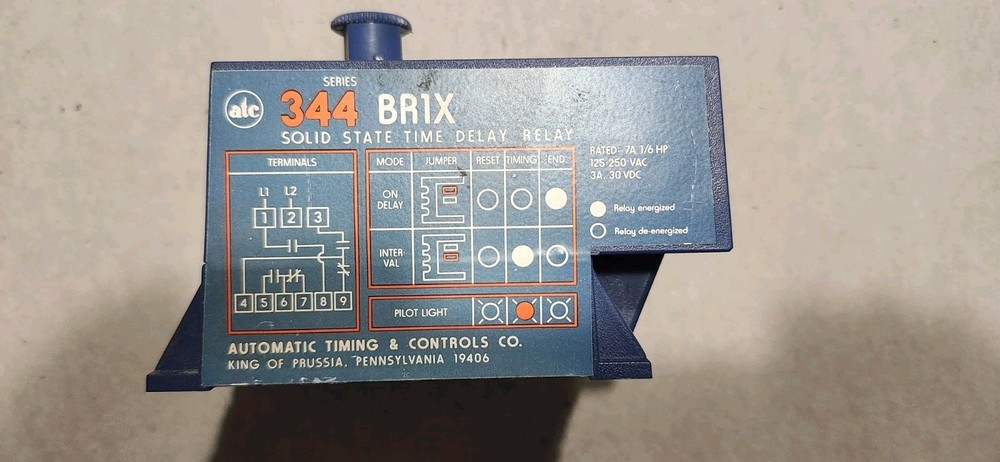 SERIES
atc
344 BR1X
SOLID STATE TIME DELAY RELAY
TERMINALS
L1 L2
1 2 3
4 5 6 7 8 9
MODE JUMPER RESET TIMING END
ON
DELAY
INTER-
VAL
PILOT LIGHT
RATED- 7A 1/6 HP
125-250 VAC
3A.. 30 VDC
Relay energized
Relay de-energized
AUTOMATIC TIMING & CONTROLS CO.
KING OF PRUSSIA, PENNSYLVANIA 19406